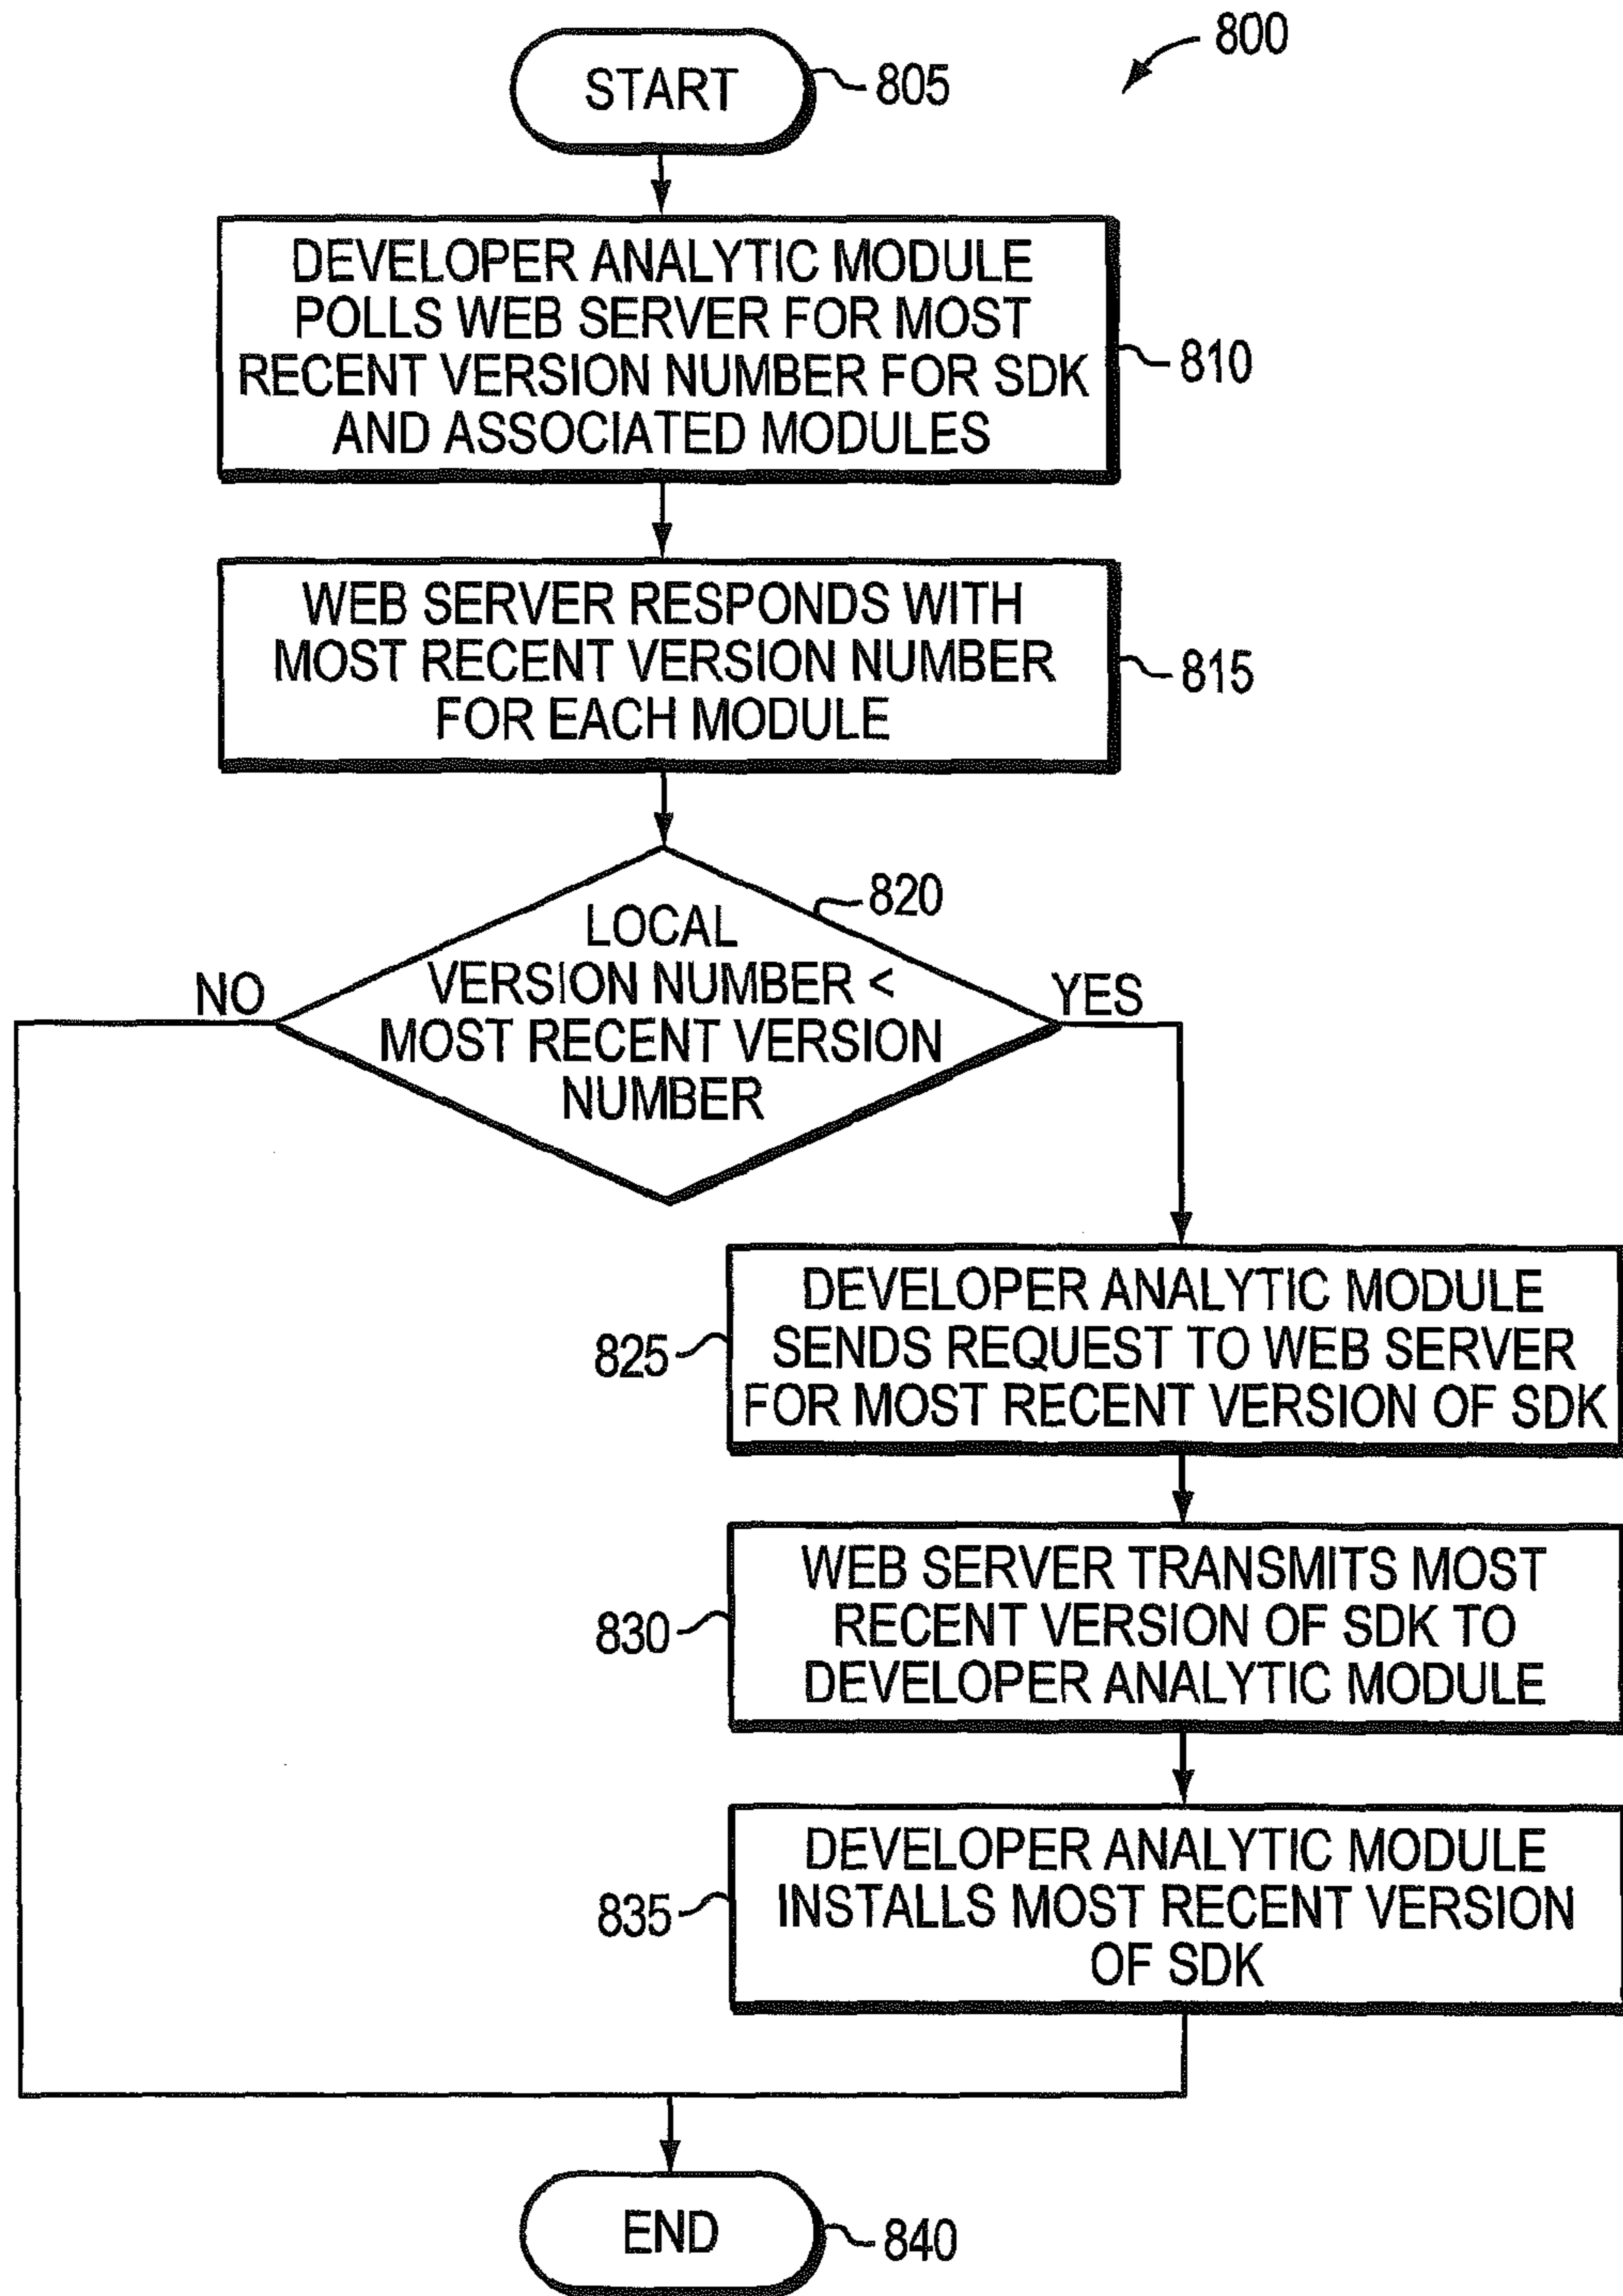 800
START
805
DEVELOPER ANALYTIC MODULE
POLLS WEB SERVER FOR MOST
RECENT VERSION NUMBER FOR SDK
AND ASSOCIATED MODULES
810
WEB SERVER RESPONDS WITH
MOST RECENT VERSION NUMBER
FOR EACH MODULE
815
820
LOCAL
VERSION NUMBER <
MOST RECENT VERSION
NUMBER
NO
YES
DEVELOPER ANALYTIC MODULE
SENDS REQUEST TO WEB SERVER
FOR MOST RECENT VERSION OF SDK
825
WEB SERVER TRANSMITS MOST
RECENT VERSION OF SDK TO
DEVELOPER ANALYTIC MODULE
830
DEVELOPER ANALYTIC MODULE
INSTALLS MOST RECENT VERSION
OF SDK
835
END
840